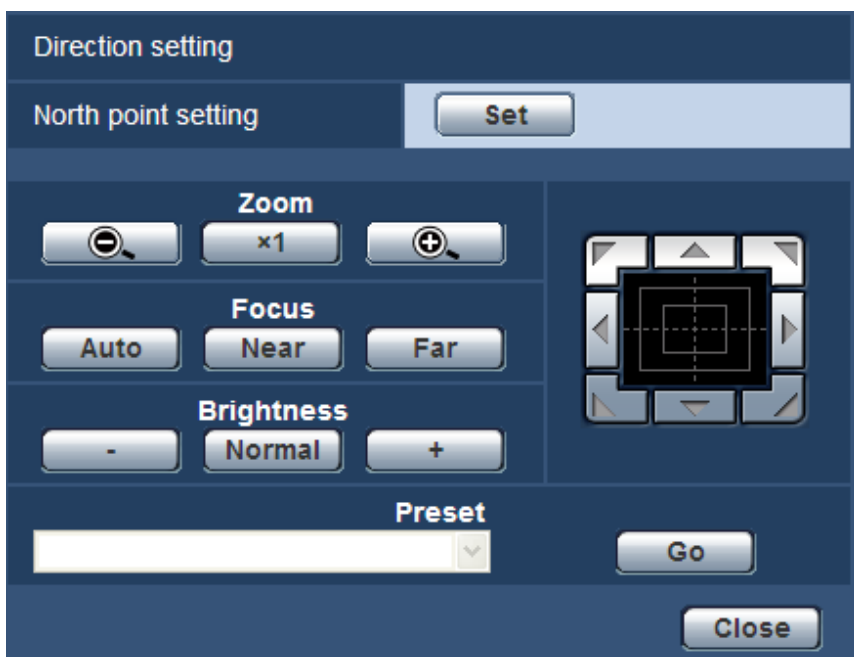 Direction setting
North point setting Set
Zoom
×1
Focus
Auto Near Far
Brightness
- Normal +
Preset
Go
Close